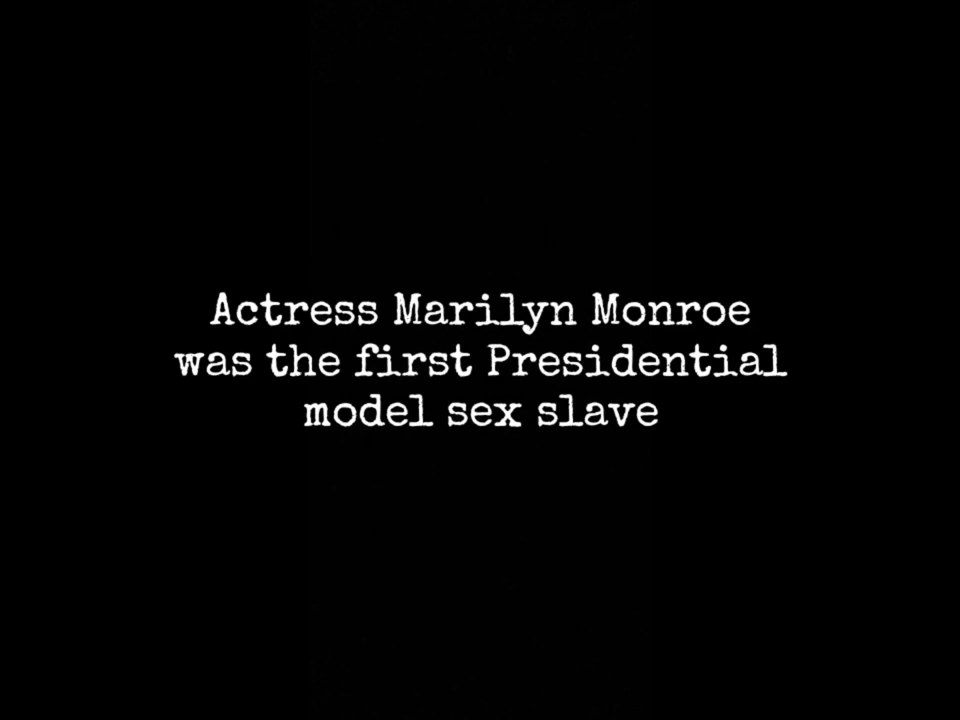 Actress Marilyn Monroe
was the first Presidential
model sex slave